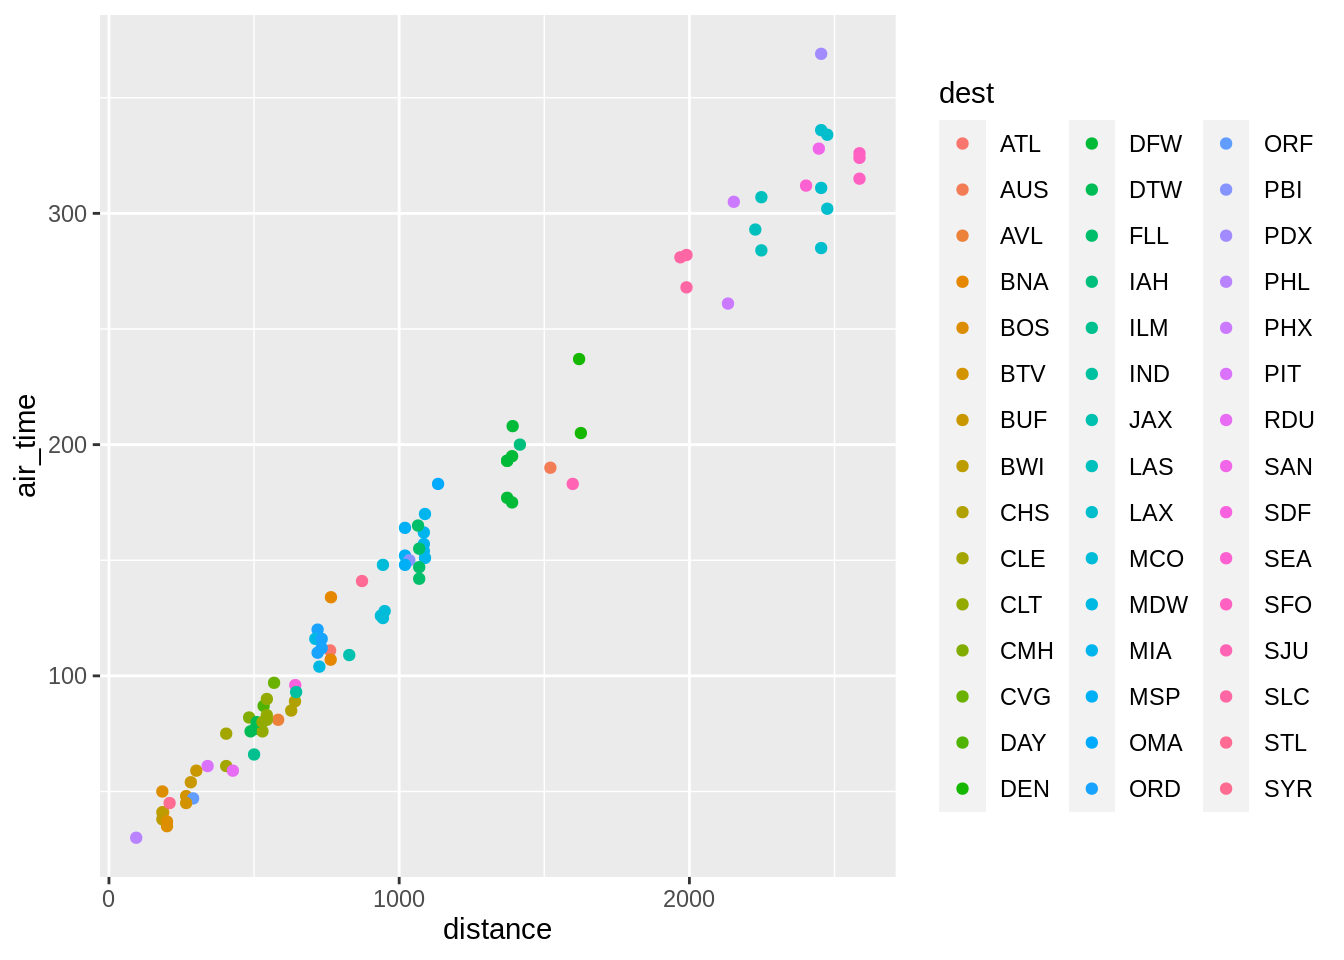 300
200
100
0
1000
2000
distance
air_time
dest
ATL
AUS
AVL
BNA
BOS
BTV
BUF
BWI
CHS
CLE
CLT
CMH
CVG
DAY
DEN
DFW
DTW
FLL
IAH
ILM
IND
JAX
LAS
LAX
MCO
MDW
MIA
MSP
OMA
ORD
ORF
PBI
PDX
PHL
PHX
PIT
RDU
SAN
SDF
SEA
SFO
SJU
SLC
STL
SYR